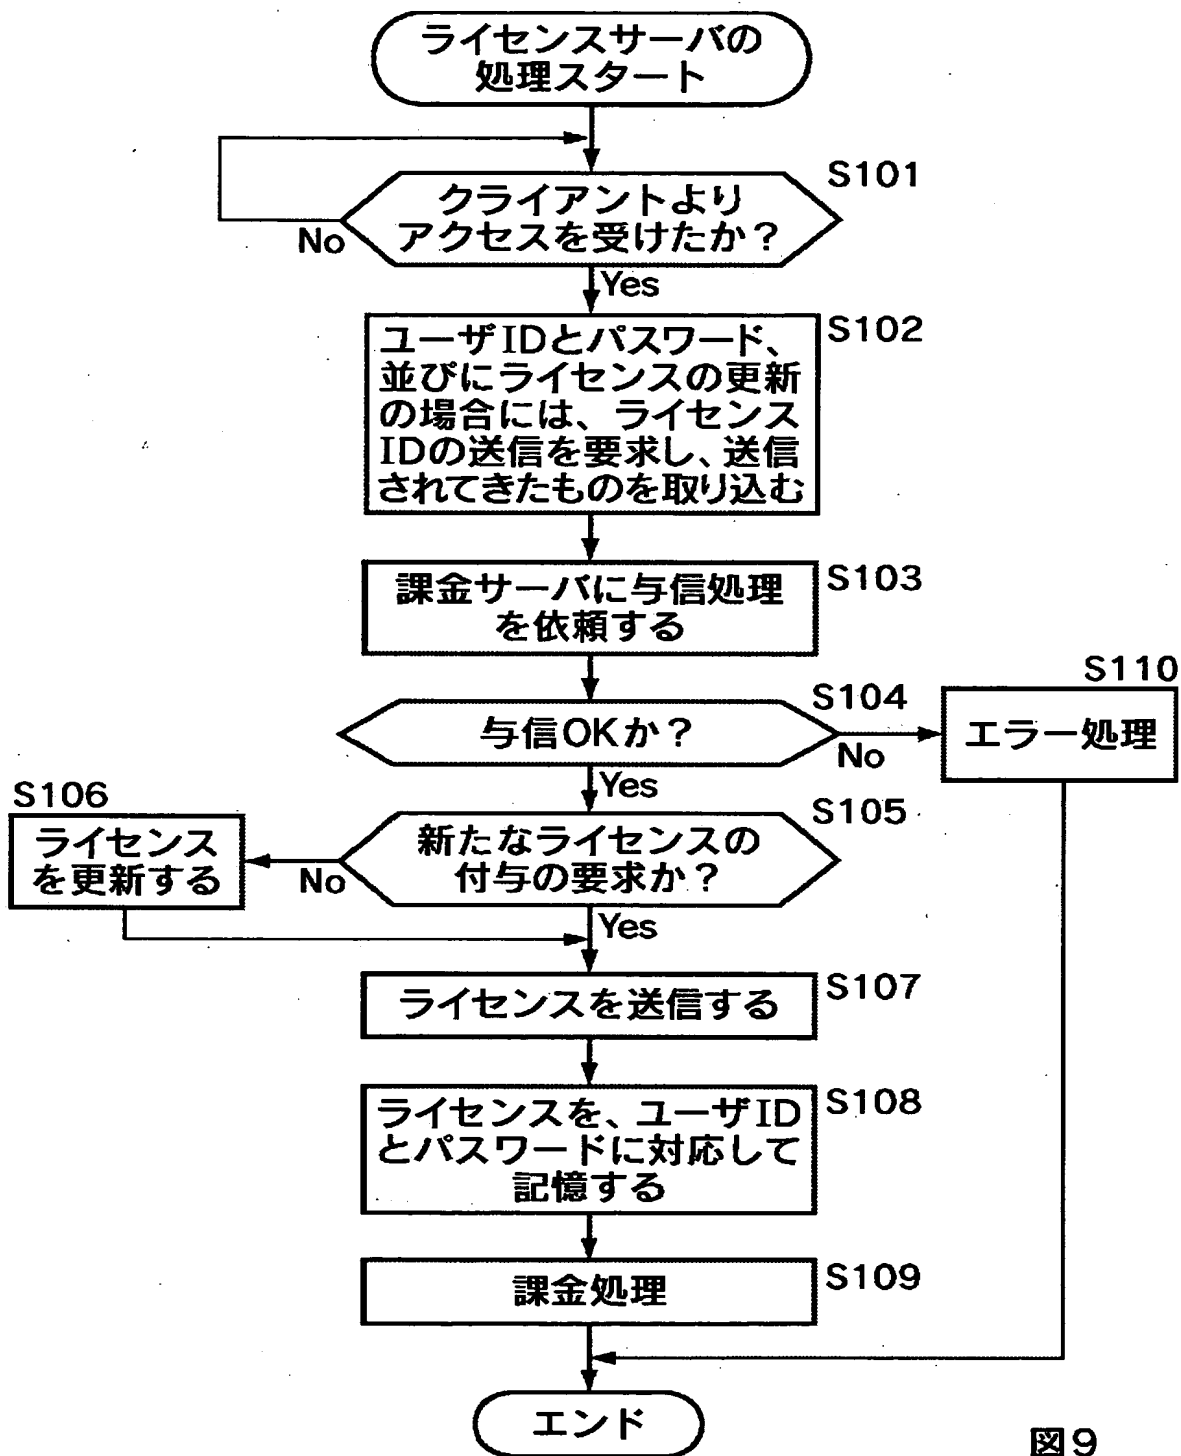 ライセンスサーバの
処理スタート
S101
クライアントより
アクセスを受けたか？
No
Yes
S102
ユーザIDとパスワード、
並びにライセンスの更新
の場合には、ライセンス
IDの送信を要求し、送信
されてきたものを取り込む
S103
課金サーバに与信処理
を依頼する
S104
与信OKか？
No
Yes
S110
エラー処理
S105
新たなライセンスの
付与の要求か？
No
Yes
S106
ライセンス
を更新する
S107
ライセンスを送信する
S108
ライセンスを、ユーザID
とパスワードに対応して
記憶する
S109
課金処理
エンド
図9